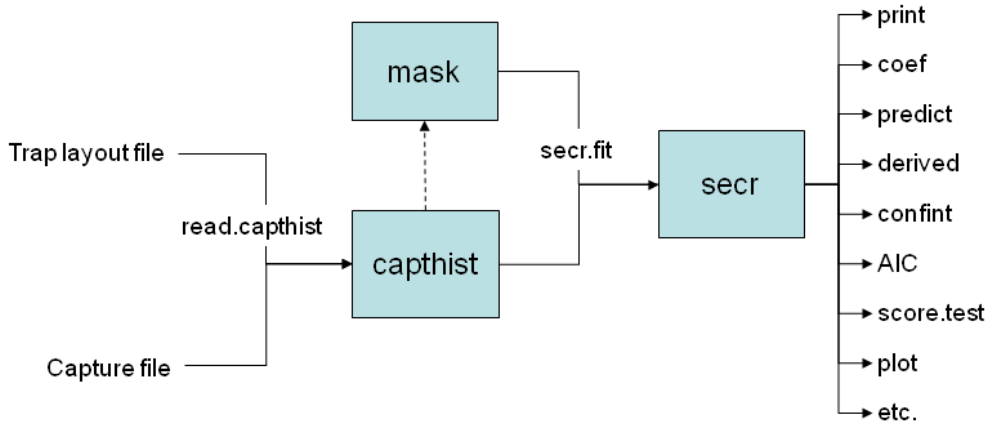 Trap layout file
Capture file
read.capthist
mask
capthist
secr.fit
secr
print
coef
predict
derived
confint
AIC
score.test
plot
etc.